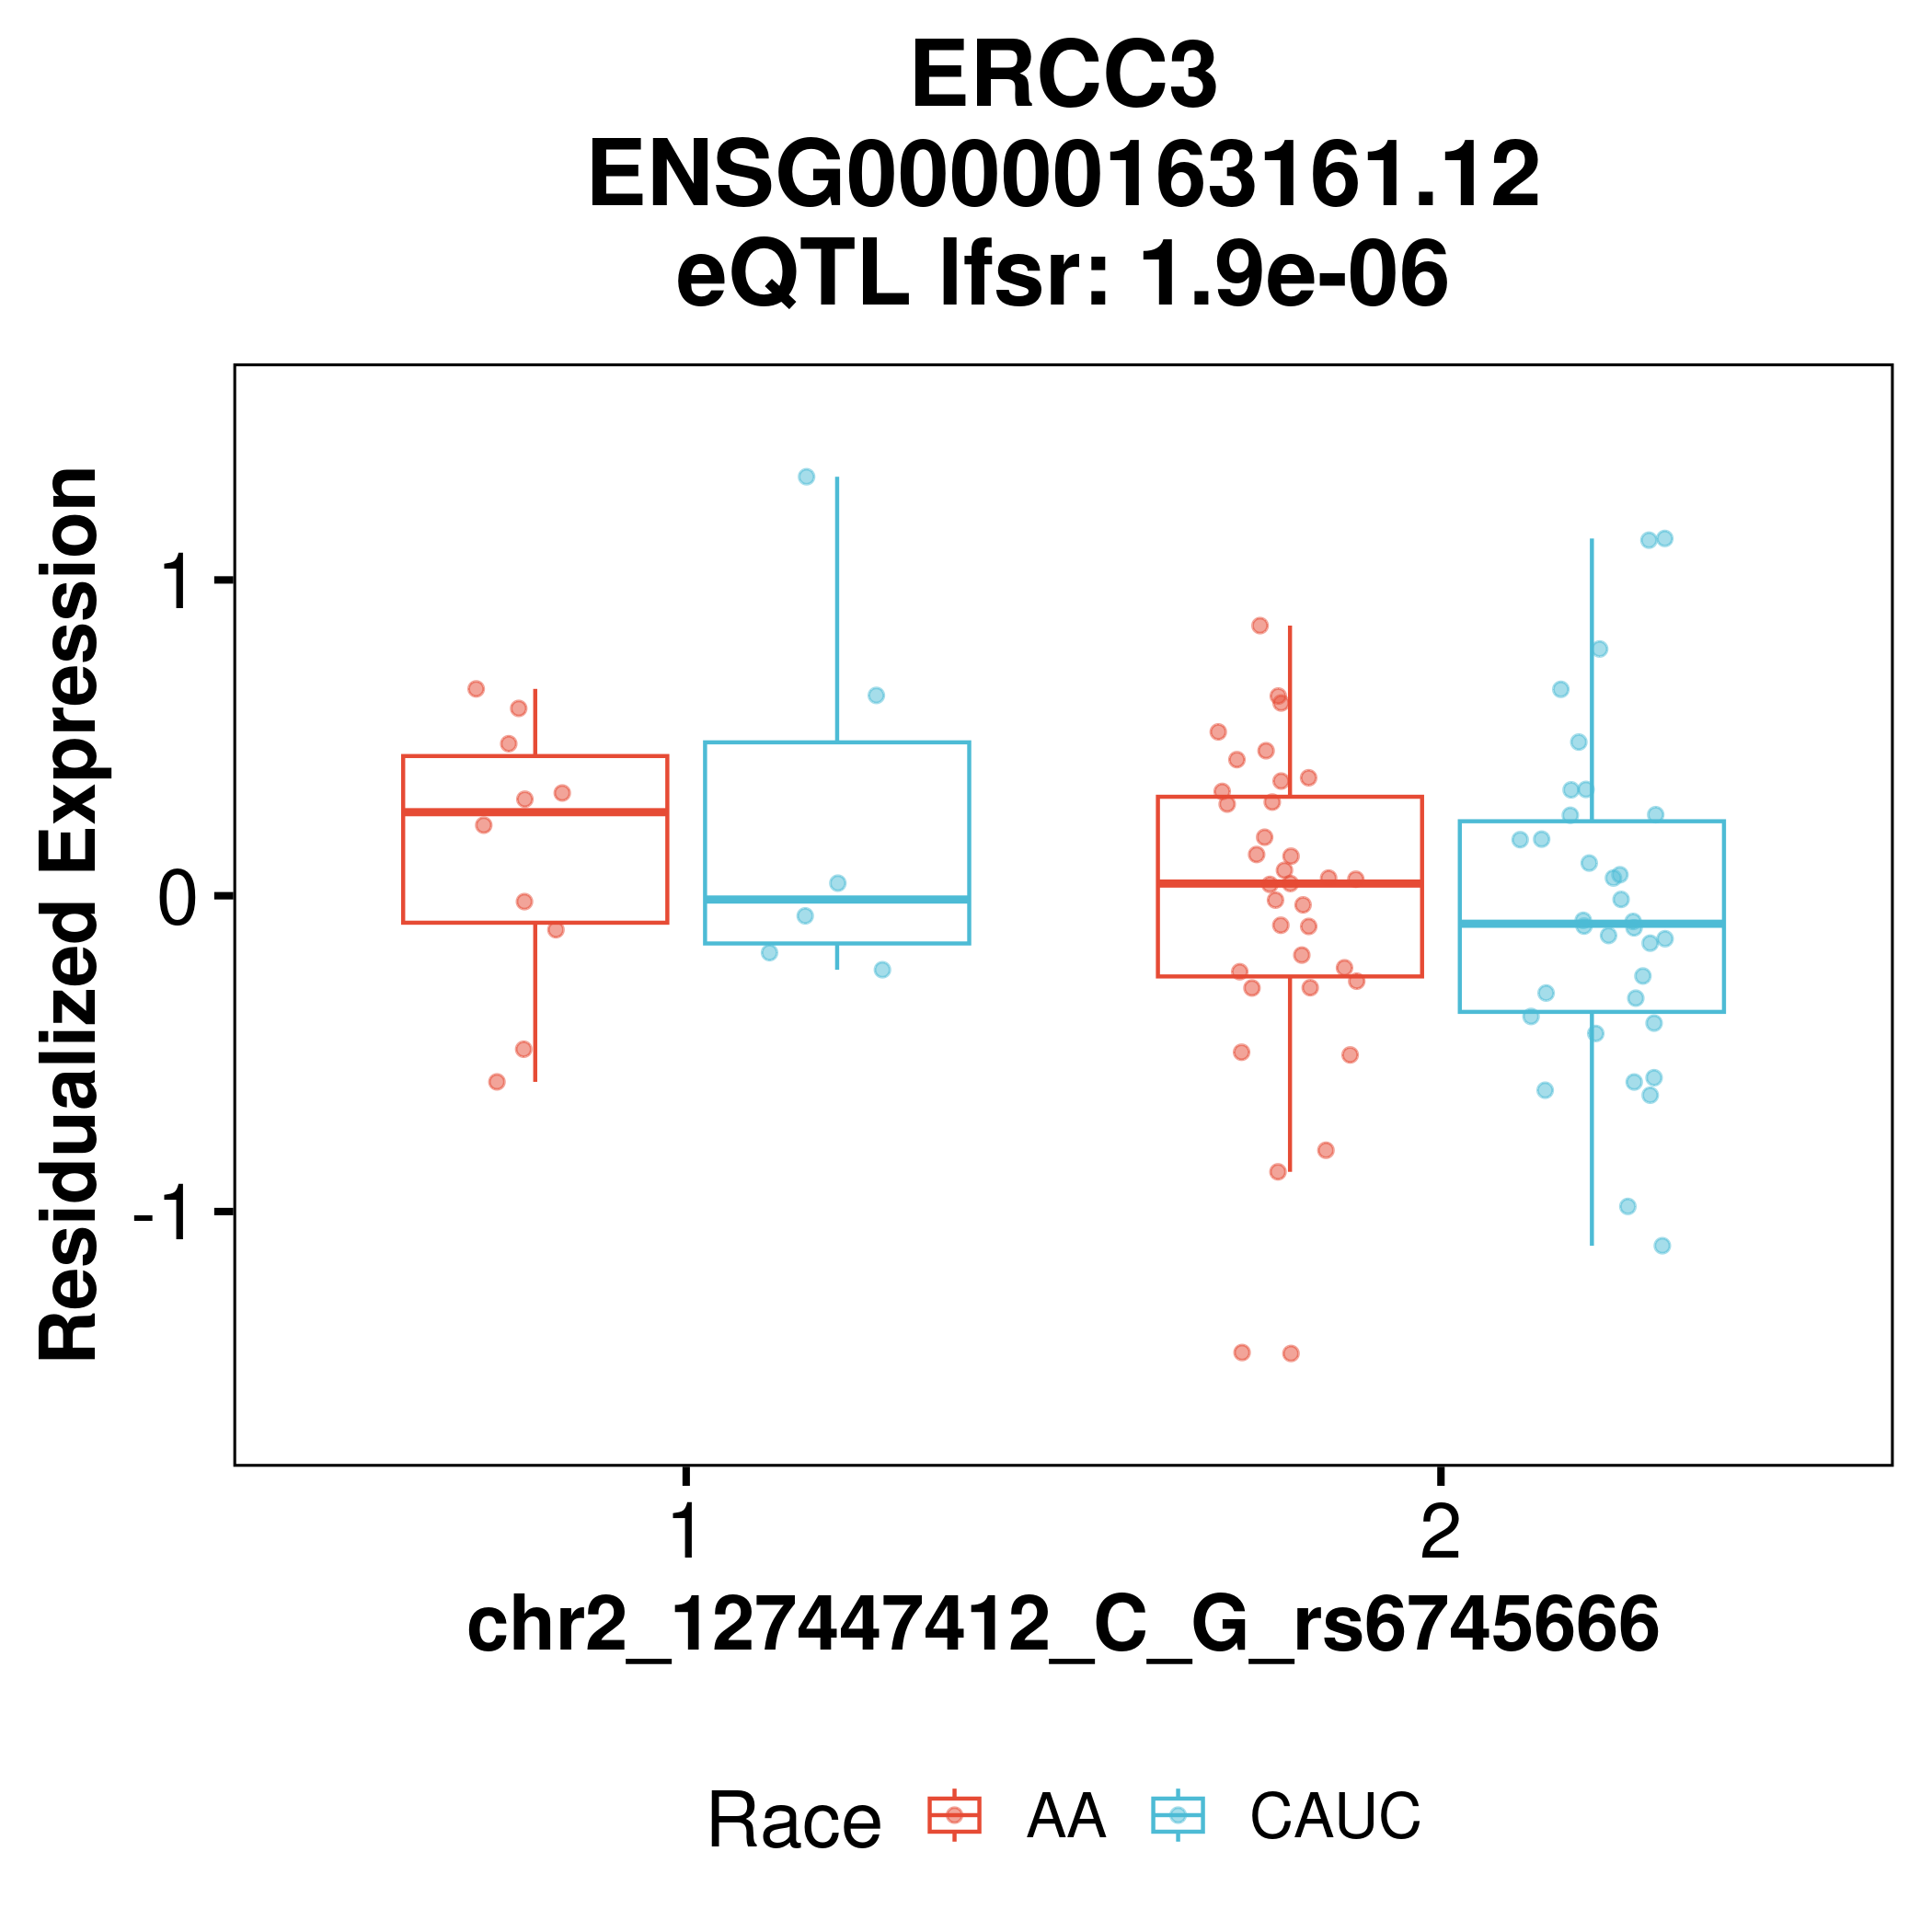 ERCC3
ENSG00000163161.12
eQTL lfsr: 1.9e-06
Residualized Expression
1
0
-1
1 2
chr2_127447412_C_G_rs6745666
Race AA CAUC